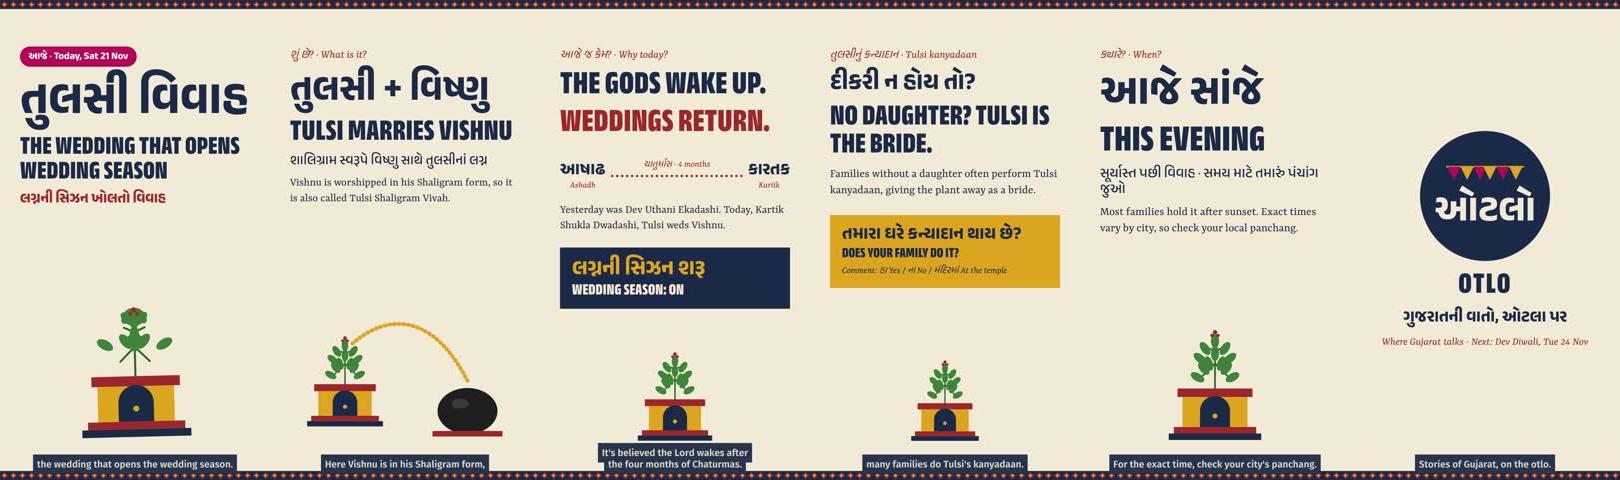 આજે · Today, Sat 21 Nov
તુલસી વિવાહ
THE WEDDING THAT OPENS
WEDDING SEASON
લગ્નની સિઝન ખોલતો વિવાહ
the wedding that opens the wedding season.
શું છે? · What is it?
તુલસી + વિષ્ણુ
TULSI MARRIES VISHNU
શાલિગ્રામ સ્વરૂપે વિષ્ણુ સાથે તુલસીનાં લગ્ન
Vishnu is worshipped in his Shaligram form, so it
is also called Tulsi Shaligram Vivah.
Here Vishnu is in his Shaligram form,
આજે જ કેમ? · Why today?
THE GODS WAKE UP.
WEDDINGS RETURN.
અષાઢ
ચાતુર્માસ · 4 months
કારતક
Ashadh
Kartik
Yesterday was Dev Uthani Ekadashi. Today, Kartik
Shukla Dwadashi, Tulsi weds Vishnu.
લગ્નની સિઝન શરૂ
WEDDING SEASON: ON
It's believed the Lord wakes after
the four months of Chaturmas.
તુલસીનું કન્યાદાન · Tulsi kanyadaan
દીકરી ન હોય તો?
NO DAUGHTER? TULSI IS
THE BRIDE.
Families without a daughter often perform Tulsi
kanyadaan, giving the plant away as a bride.
તમારા ઘરે કન્યાદાન થાય છે?
DOES YOUR FAMILY DO IT?
Comment: હા Yes / ના No / મંદિરમાં At the temple
many families do Tulsi's kanyadaan.
ક્યારે? · When?
આજે સાંજે
THIS EVENING
સૂર્યાસ્ત પછી વિવાહ · સમય માટે તમારું પંચાંગ
જુઓ
Most families hold it after sunset. Exact times
vary by city, so check your local panchang.
For the exact time, check your city's panchang.
ઓટલો
OTLO
ગુજરાતની વાતો, ઓટલા પર
Where Gujarat talks · Next: Dev Diwali, Tue 24 Nov
Stories of Gujarat, on the otlo.